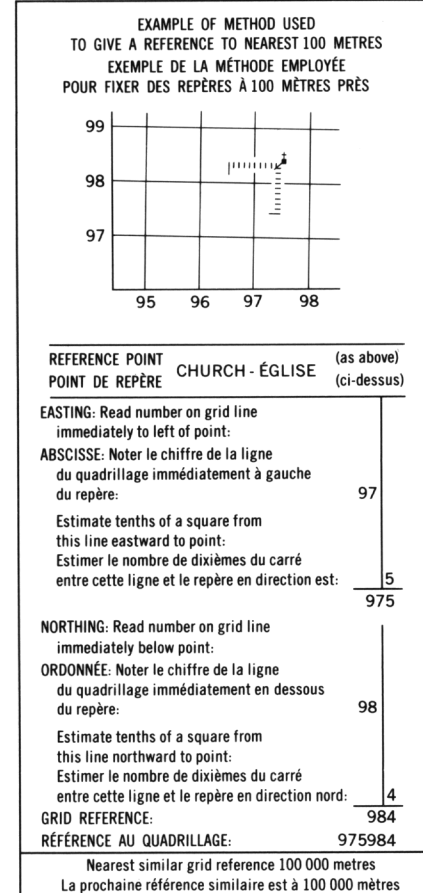 EXAMPLE OF METHOD USED
TO GIVE A REFERENCE TO NEAREST 100 METRES
EXEMPLE DE LA MÉTHODE EMPLOYÉE
POUR FIXER DES REPÈRES À 100 MÈTRES PRÈS
99
98
97
95 96 97 98
REFERENCE POINT
POINT DE REPÈRE
CHURCH - ÉGLISE
(as above)
(ci-dessus)
EASTING: Read number on grid line
immediately to left of point:
ABSCISSE: Noter le chiffre de la ligne
du quadrillage immédiatement à gauche
du repère: 97
Estimate tenths of a square from
this line eastward to point:
Estimer le nombre de dixièmes du carré
entre cette ligne et le repère en direction est: 5
975
NORTHING: Read number on grid line
immediately below point:
ORDONNÉE: Noter le chiffre de la ligne
du quadrillage immédiatement en dessous
du repère: 98
Estimate tenths of a square from
this line northward to point:
Estimer le nombre de dixièmes du carré
entre cette ligne et le repère en direction nord: 4
GRID REFERENCE: 984
RÉFÉRENCE AU QUADRILLAGE: 975984
Nearest similar grid reference 100 000 metres
La prochaine référence similaire est à 100 000 mètres